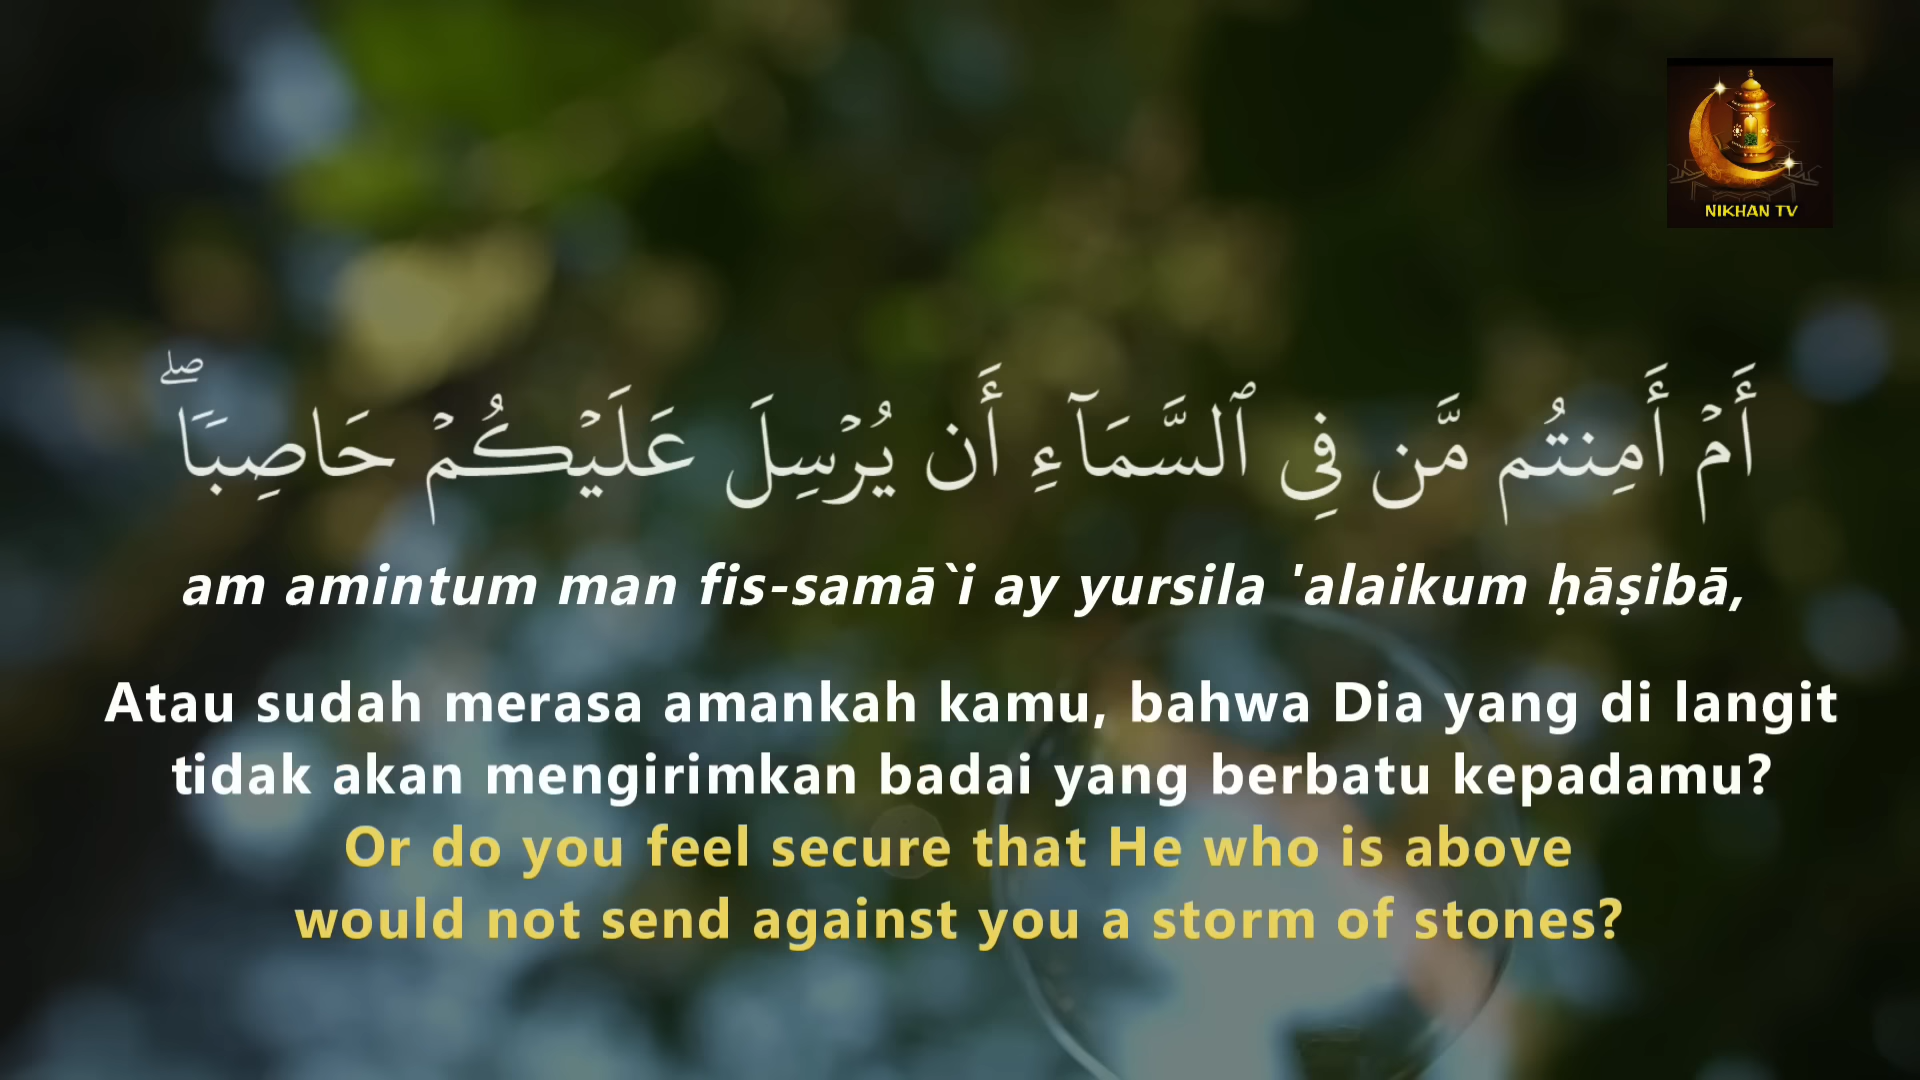 NIKHAN TV
أَمۡ أَمِنتُم مَّن فِى ٱلسَّمَآءِ أَن يُرۡسِلَ عَلَيۡكُمۡ حَاصِبًاۖ
am amintum man fis-samā`i ay yursila 'alaikum ḥāṣibā,
Atau sudah merasa amankah kamu, bahwa Dia yang di langit
tidak akan mengirimkan badai yang berbatu kepadamu?
Or do you feel secure that He who is above
would not send against you a storm of stones?